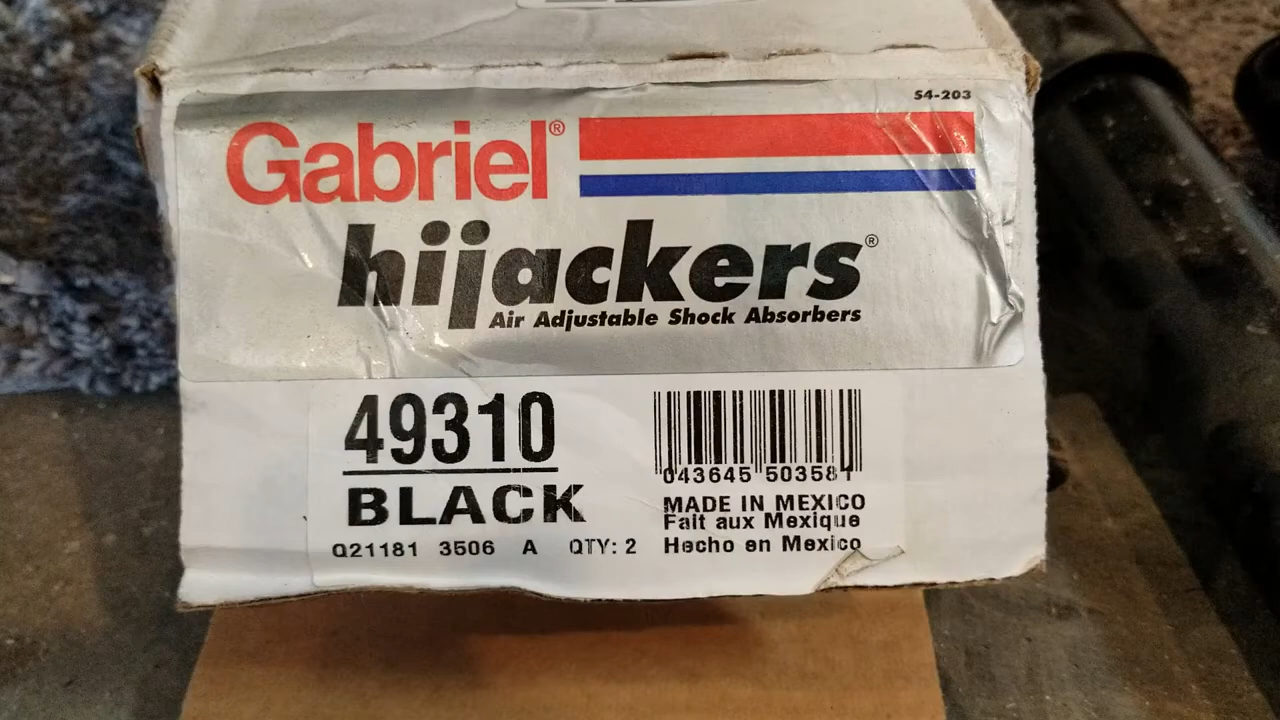 S4-203
Gabriel®
hijackers®
Air Adjustable Shock Absorbers
49310
BLACK
Q21181 3506 A QTY: 2
043645 503581
MADE IN MEXICO
Fait aux Mexique
Hecho en Mexico